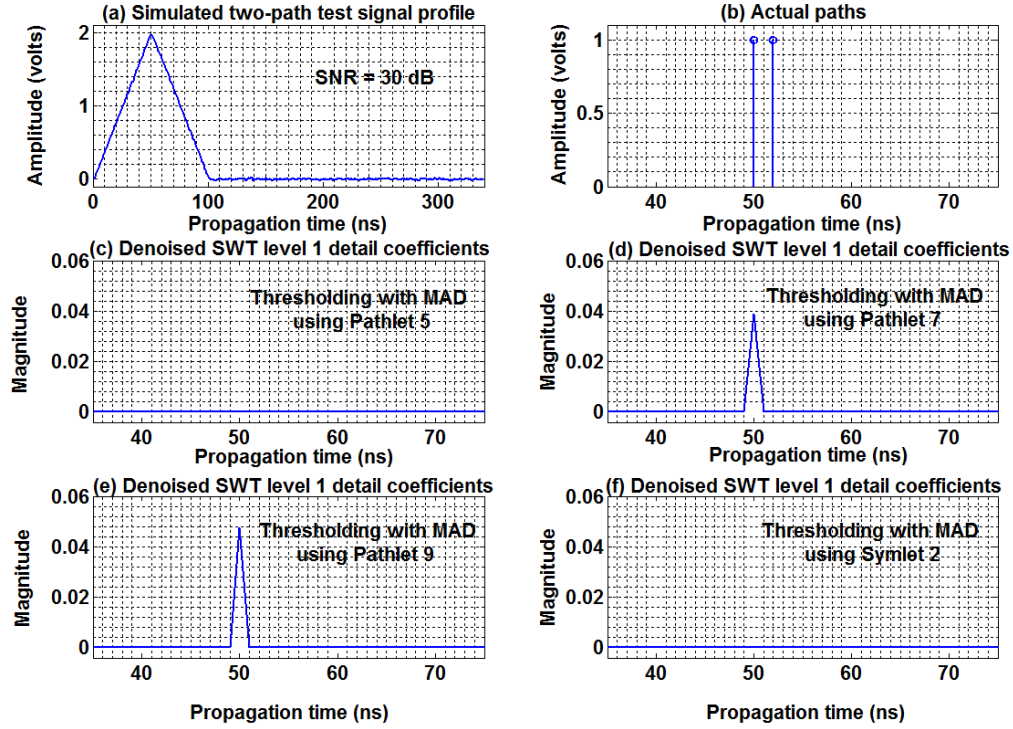 (a) Simulated two-path test signal profile
Amplitude (volts)
2
1
0
SNR = 30 dB
0 100 200 300
Propagation time (ns)
(b) Actual paths
Amplitude (volts)
1
0.5
0
40 50 60 70
Propagation time (ns)
(c) Denoised SWT level 1 detail coefficients
Magnitude
0.06
0.04
0.02
0
Thresholding with MAD
using Pathlet 5
40 50 60 70
Propagation time (ns)
(d) Denoised SWT level 1 detail coefficients
Magnitude
0.06
0.04
0.02
0
Thresholding with MAD
using Pathlet 7
40 50 60 70
Propagation time (ns)
(e) Denoised SWT level 1 detail coefficients
Magnitude
0.06
0.04
0.02
0
Thresholding with MAD
using Pathlet 9
40 50 60 70
Propagation time (ns)
(f) Denoised SWT level 1 detail coefficients
Magnitude
0.06
0.04
0.02
0
Thresholding with MAD
using Symlet 2
40 50 60 70
Propagation time (ns)